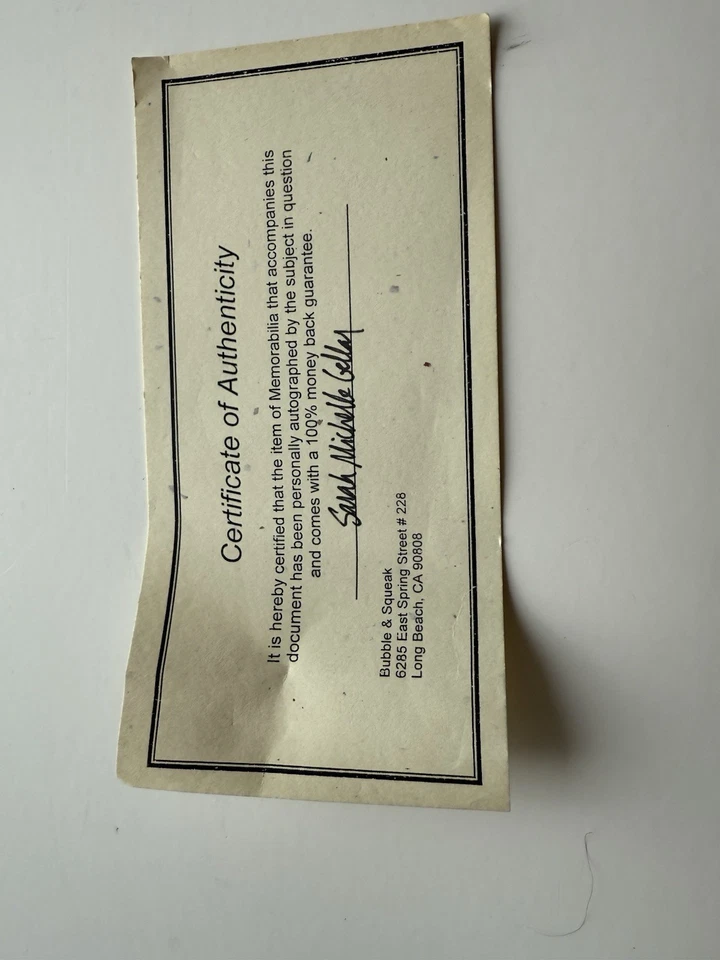 Certificate of Authenticity
It is hereby certified that the item of Memorabilia that accompanies this
document has been personally autographed by the subject in question
and comes with a 100% money back guarantee.
Sarah Michelle Gellar
Bubble & Squeak
6285 East Spring Street # 228
Long Beach, CA 90808